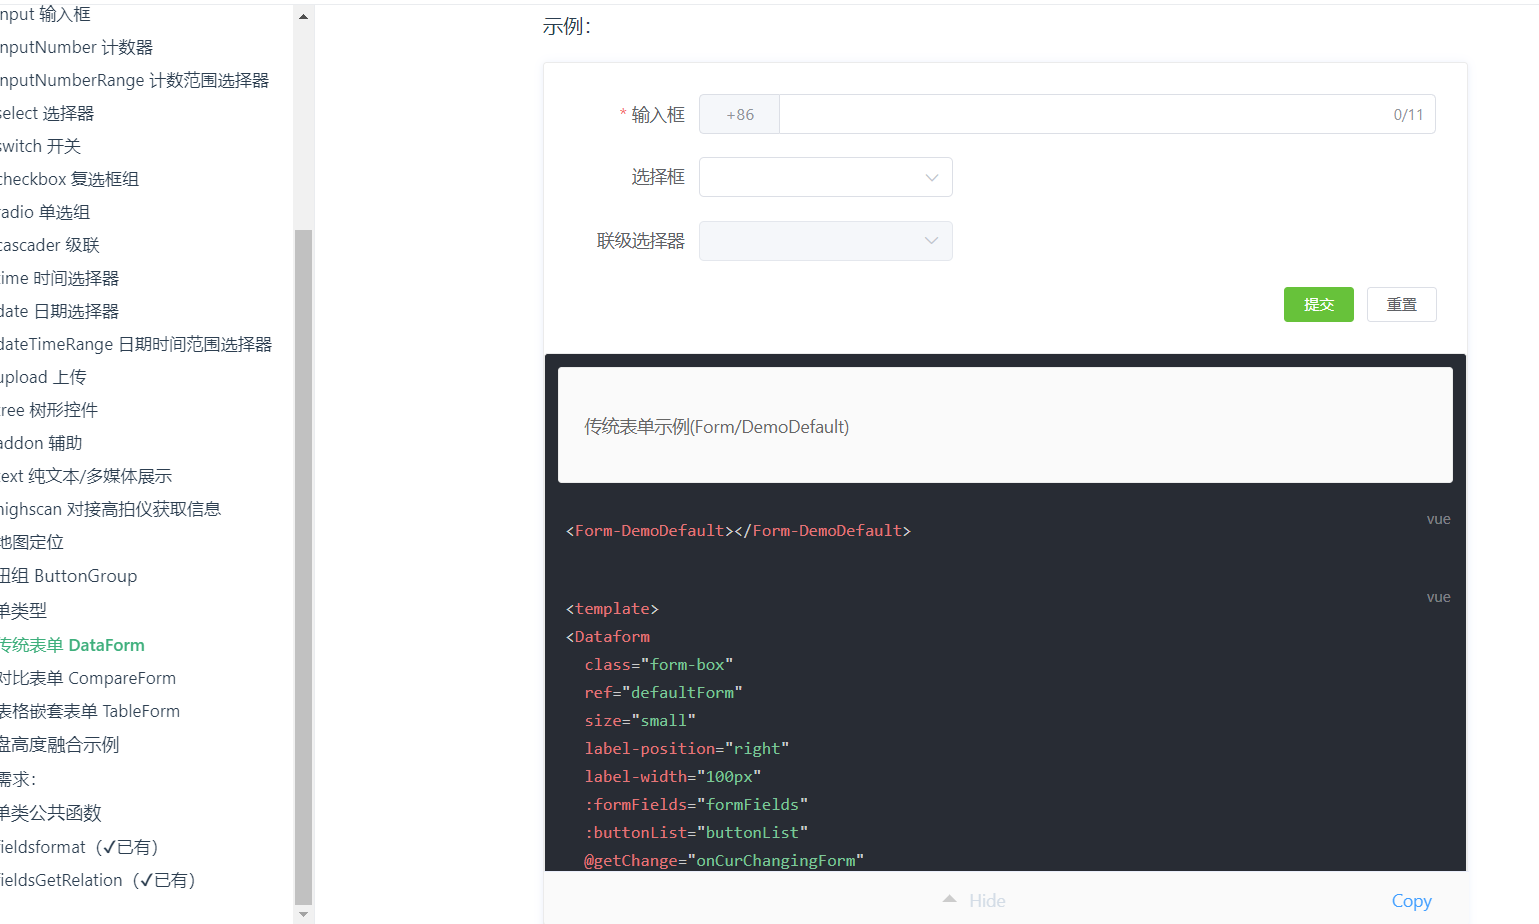 nput 输入框
nputNumber 计数器
nputNumberRange 计数范围选择器
select 选择器
switch 开关
checkbox 复选框组
radio 单选组
cascader 级联
time 时间选择器
date 日期选择器
dateTimeRange 日期时间范围选择器
upload 上传
tree 树形控件
addon 辅助
text 纯文本/多媒体展示
highscan 对接高拍仪获取信息
地图定位
钮组 ButtonGroup
单类型
传统表单 DataForm
对比表单 CompareForm
表格嵌套表单 TableForm
盘高度融合示例
需求：
单类公共函数
fieldsformat（✓已有）
fieldsGetRelation（✓已有）
示例：
* 输入框 +86 0/11
选择框
联级选择器
提交 重置
传统表单示例(Form/DemoDefault)
vue
<Form-DemoDefault></Form-DemoDefault>
vue
<template>
<Dataform
class="form-box"
ref="defaultForm"
size="small"
label-position="right"
label-width="100px"
:formFields="formFields"
:buttonList="buttonList"
@getChange="onCurChangingForm"
Hide
Copy